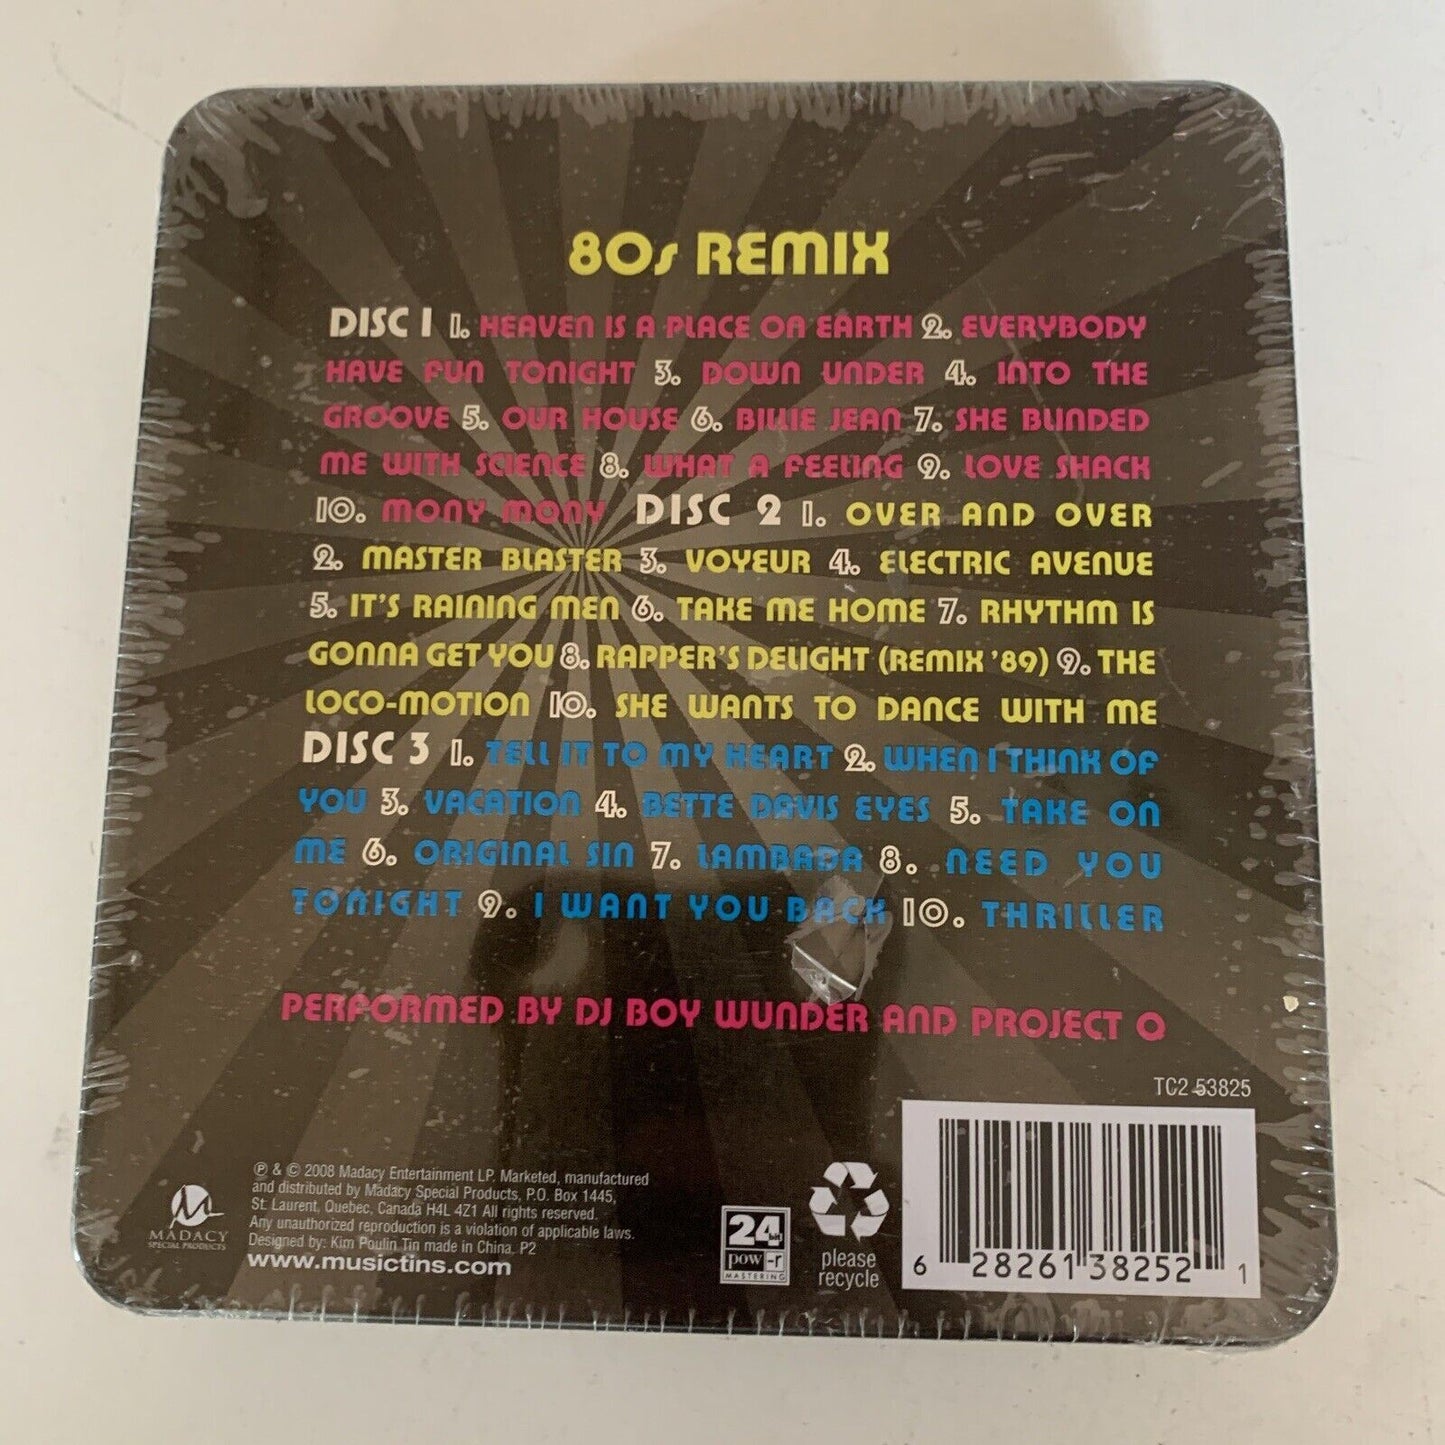 80s REMIX
DISC 1 1. HEAVEN IS A PLACE ON EARTH 2. EVERYBODY
HAVE FUN TONIGHT 3. DOWN UNDER 4. INTO THE
GROOVE 5. OUR HOUSE 6. BILLIE JEAN 7. SHE BLINDED
ME WITH SCIENCE 8. WHAT A FEELING 9. LOVE SHACK
10. MONY MONY DISC 2 1. OVER AND OVER
2. MASTER BLASTER 3. VOYEUR 4. ELECTRIC AVENUE
5. IT'S RAINING MEN 6. TAKE ME HOME 7. RHYTHM IS
GONNA GET YOU 8. RAPPER'S DELIGHT (REMIX '89) 9. THE
LOCO-MOTION 10. SHE WANTS TO DANCE WITH ME
DISC 3 1. TELL IT TO MY HEART 2. WHEN I THINK OF
YOU 3. VACATION 4. BETTE DAVIS EYES 5. TAKE ON
ME 6. ORIGINAL SIN 7. LAMBADA 8. NEED YOU
TONIGHT 9. I WANT YOU BACK 10. THRILLER
PERFORMED BY DJ BOY WUNDER AND PROJECT Q
TC2 53825
℗ & © 2008 Madacy Entertainment LP. Marketed, manufactured
and distributed by Madacy Special Products, P.O. Box 1445,
St. Laurent, Quebec, Canada H4L 4Z1 All rights reserved.
Any unauthorized reproduction is a violation of applicable laws.
Designed by: Kim Poulin Tin made in China. P2
www.musictins.com
MADACY
SPECIAL PRODUCTS
24 bit
pow-r
MASTERING
please
recycle
6 28261 38252 1